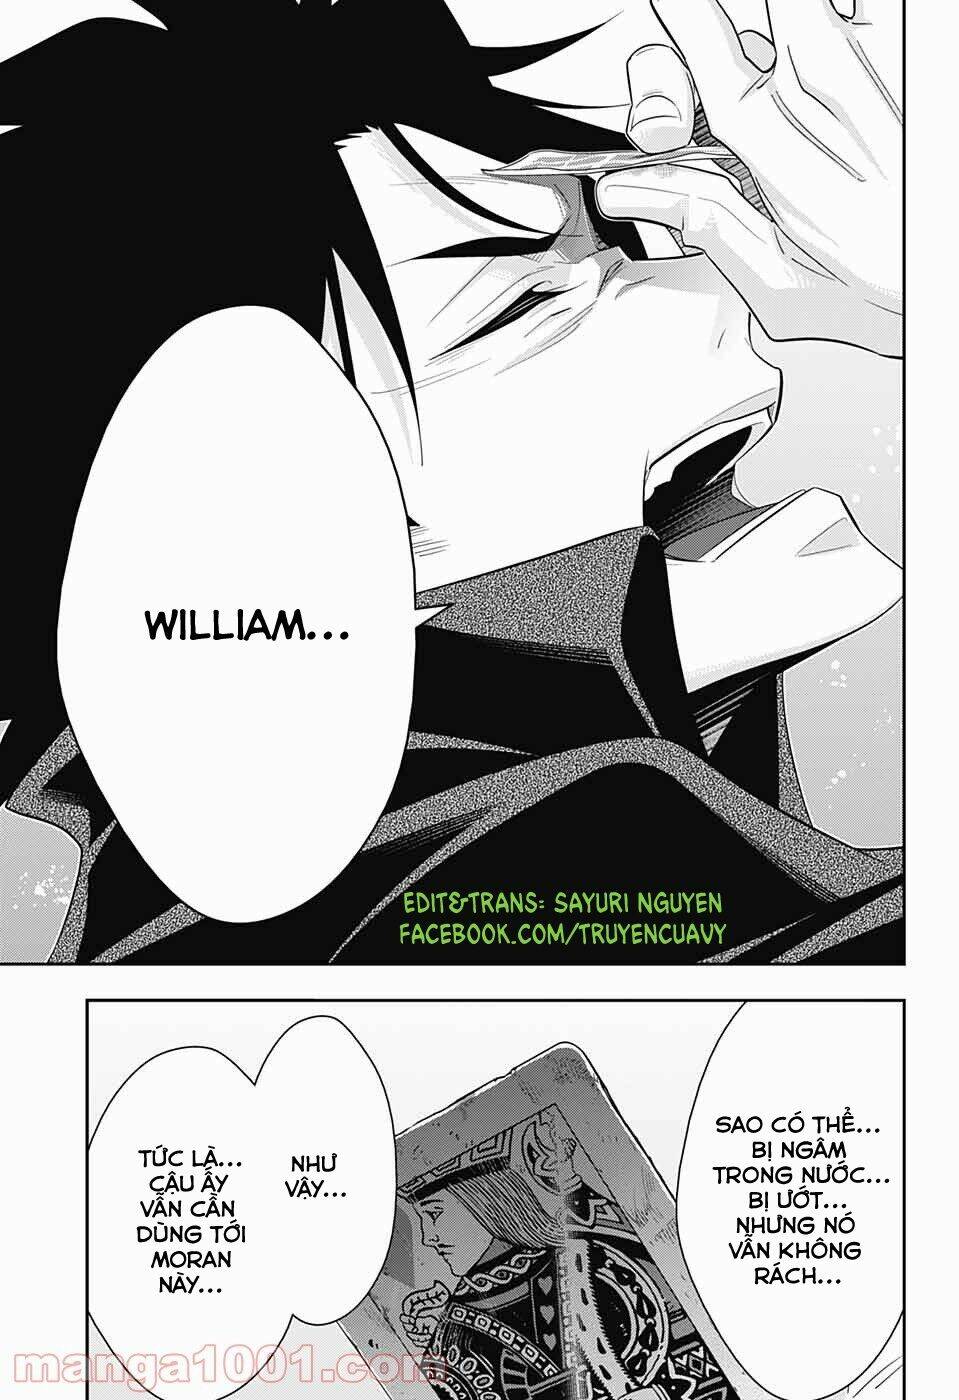 WILLIAM...
EDIT&TRANS: SAYURI NGUYEN
FACEBOOK.COM/TRUYENCUAVY
SAO CÓ THỂ...
BỊ NGÂM
TRONG NƯỚC...
BỊ ƯỚT...
NHƯNG NÓ
VẪN KHÔNG
RÁCH...
NHƯ
VẬY...
TỨC LÀ...
CẬU ẤY
VẪN CẦN
DÙNG TỚI
MORAN
NÀY...
manga1001.com